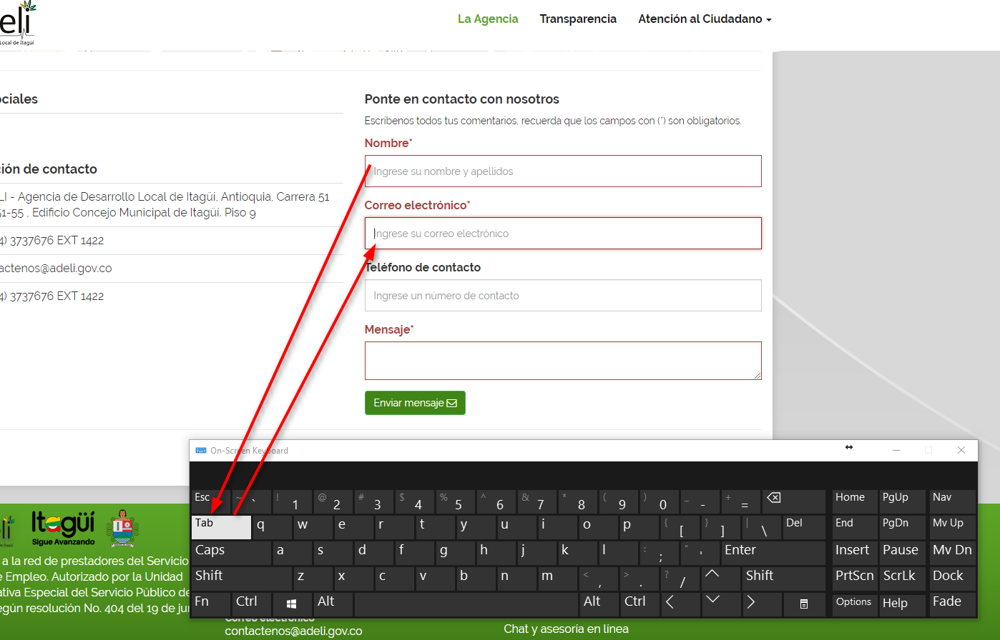 eli
Local de Itagüí
La Agencia
Transparencia
Atención al Ciudadano
ociales
Ponte en contacto con nosotros
Escríbenos todos tus comentarios, recuerda que los campos con (*) son obligatorios.
Nombre*
Ingrese su nombre y apellidos
ión de contacto
LI - Agencia de Desarrollo Local de Itagüí, Antioquia, Carrera 51
51-55 , Edificio Concejo Municipal de Itagüí. Piso 9
4) 3737676 EXT 1422
actenos@adeli.gov.co
4) 3737676 EXT 1422
Correo electrónico*
Ingrese su correo electrónico
Teléfono de contacto
Ingrese un número de contacto
Mensaje*
Enviar mensaje
On-Screen Keyboard
Esc ~ ` ! 1 @ 2 # 3 $ 4 % 5 ^ 6 & 7 * 8 ( 9 ) 0 _ - + = Home PgUp Nav
Tab q w e r t y u i o p { [ } ] | \ Del End PgDn Mv Up
Caps a s d f g h j k l : ; " ' Enter Insert Pause Mv Dn
Shift z x c v b n m < , > . ? / Shift PrtScn ScrLk Dock
Fn Ctrl Alt Alt Ctrl Options Help Fade
Itagüí
Sigue Avanzando
a la red de prestadores del Servicio
e Empleo. Autorizado por la Unidad
ativa Especial del Servicio Público de
egún resolución No. 404 del 19 de jun
Correo electrónico
contactenos@adeli.gov.co
Chat y asesoría en línea